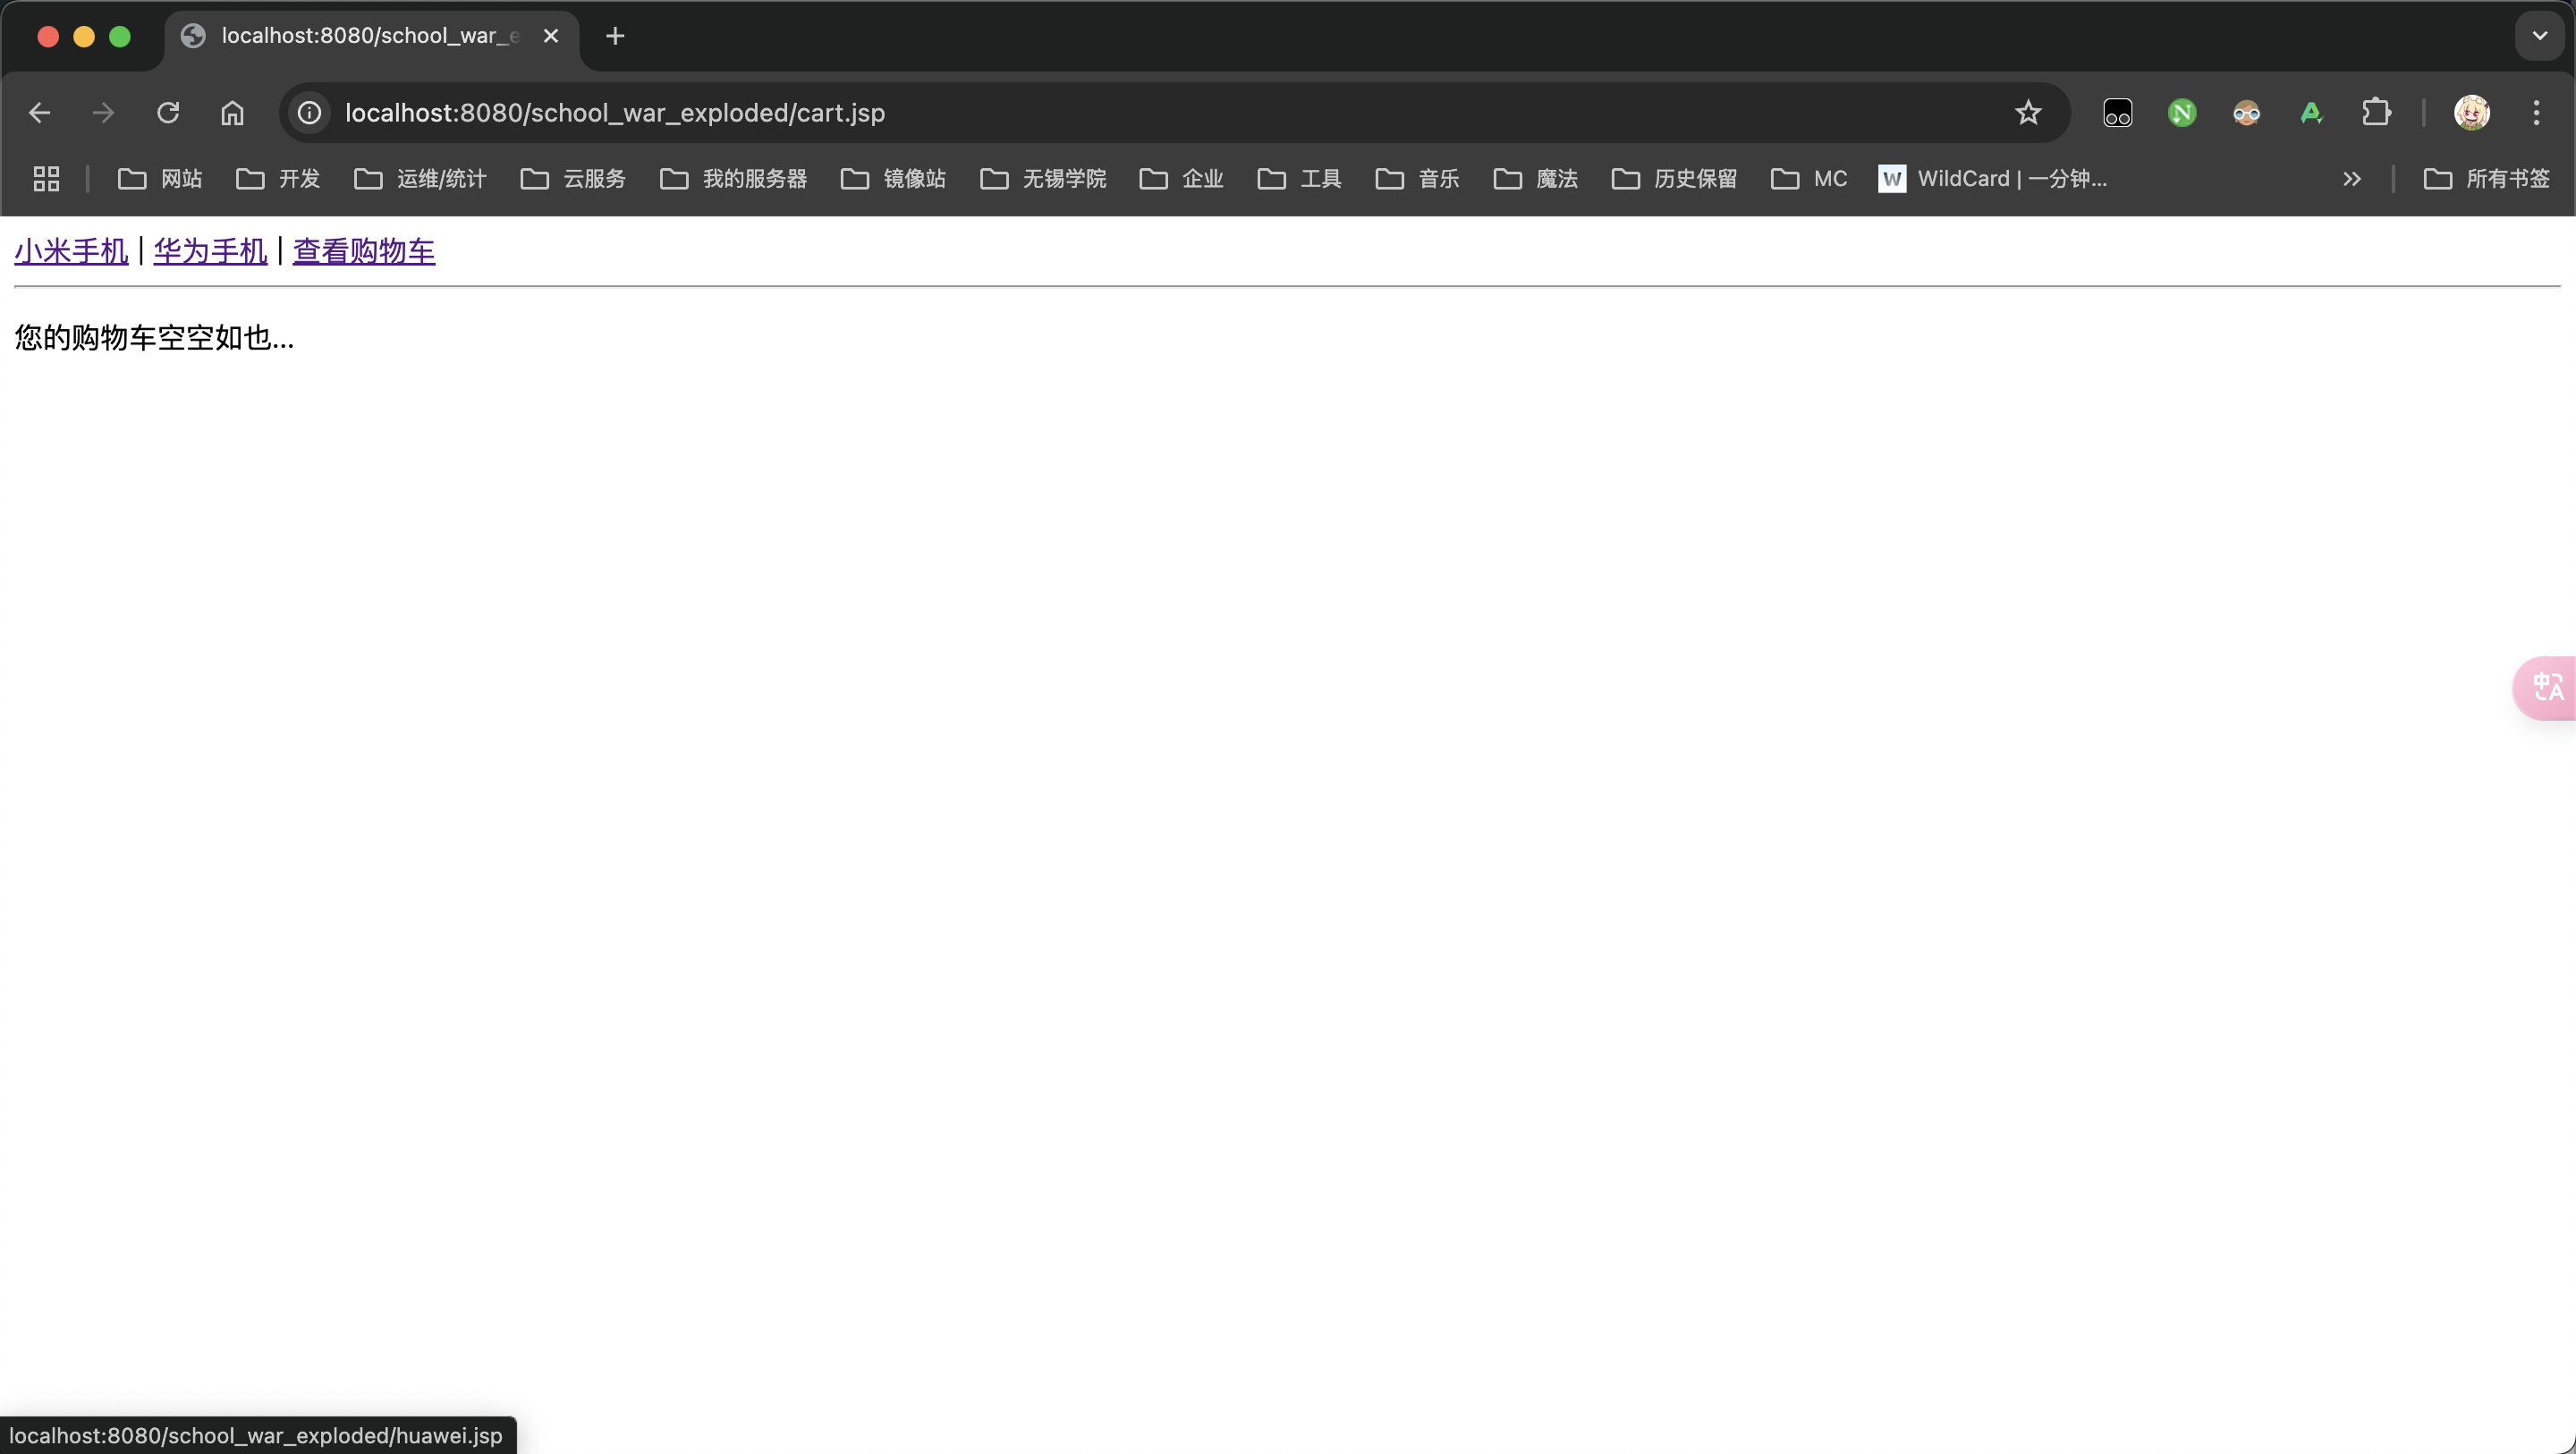 localhost:8080/school_war_e
localhost:8080/school_war_exploded/cart.jsp
网站 开发 运维/统计 云服务 我的服务器 镜像站 无锡学院 企业 工具 音乐 魔法 历史保留 MC W WildCard | 一分钟... 所有书签
小米手机 | 华为手机 | 查看购物车
您的购物车空空如也...
中A
localhost:8080/school_war_exploded/huawei.jsp